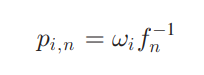 p_{i,n} = ω_i f_n^{-1}